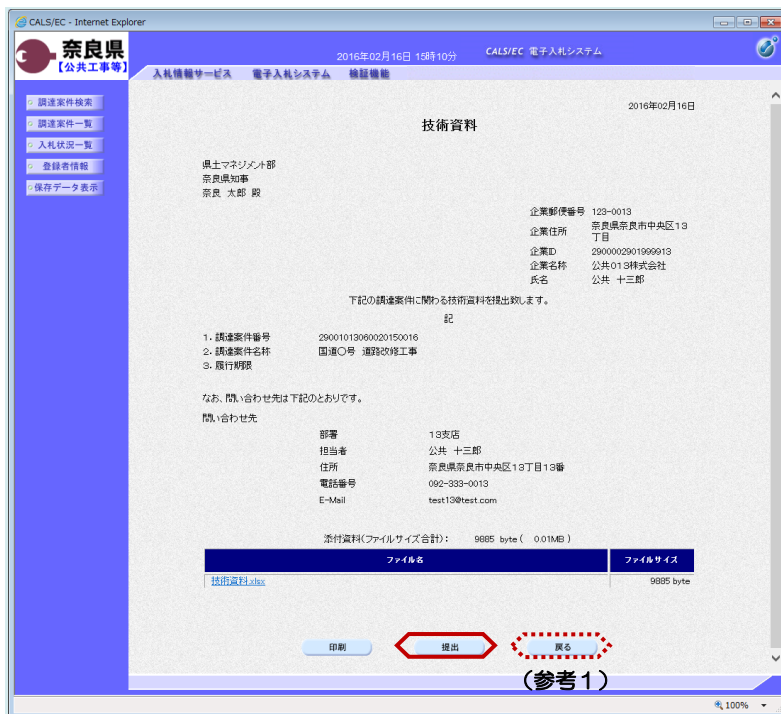 CALS/EC - Internet Explorer
奈良県
【公共工事等】
2016年02月16日 15時10分
CALS/EC 電子入札システム
入札情報サービス 電子入札システム 検証機能
調達案件検索
調達案件一覧
入札状況一覧
登録者情報
保存データ表示
2016年02月16日
技術資料
県土マネジメント部
奈良県知事
奈良 太郎 殿
企業郵便番号 123-0013
企業住所 奈良県奈良市中央区13
丁目
企業ID 2900002901999913
企業名称 公共013株式会社
氏名 公共 十三郎
下記の調達案件に関わる技術資料を提出致します。
記
1.調達案件番号 29001013060020150016
2.調達案件名称 国道〇号 道路改修工事
3.履行期限
なお、問い合わせ先は下記のとおりです。
問い合わせ先
部署 13支店
担当者 公共 十三郎
住所 奈良県奈良市中央区13丁目13番
電話番号 092-333-0013
E-Mail test13@test.com
添付資料(ファイルサイズ合計): 9885 byte ( 0.01MB )
ファイル名 ファイルサイズ
技術資料.xlsx 9885 byte
印刷 提出 戻る
(参考1)
100%